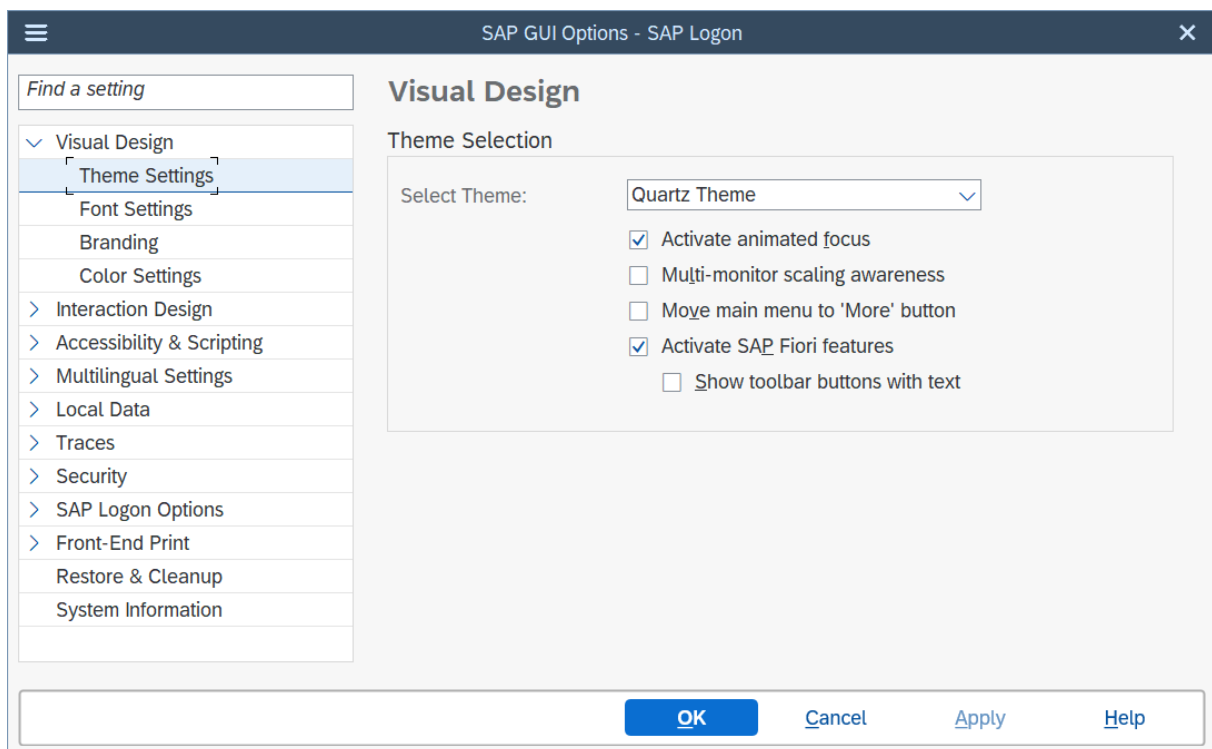 SAP GUI Options - SAP Logon
Find a setting
Visual Design
Theme Settings
Font Settings
Branding
Color Settings
Interaction Design
Accessibility & Scripting
Multilingual Settings
Local Data
Traces
Security
SAP Logon Options
Front-End Print
Restore & Cleanup
System Information
Visual Design
Theme Selection
Select Theme: Quartz Theme
Activate animated focus
Multi-monitor scaling awareness
Move main menu to 'More' button
Activate SAP Fiori features
Show toolbar buttons with text
OK Cancel Apply Help